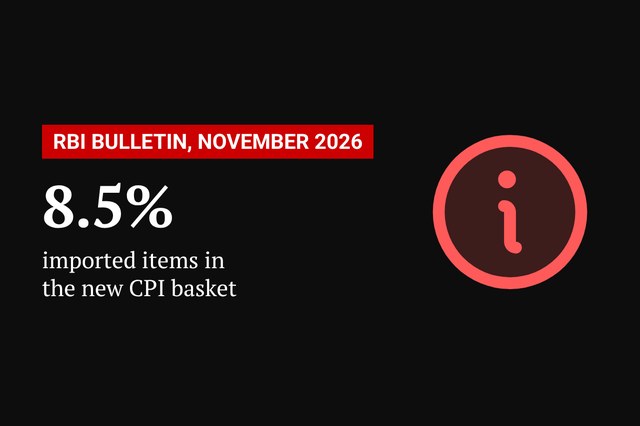 RBI BULLETIN, NOVEMBER 2026
8.5%
imported items in
the new CPI basket